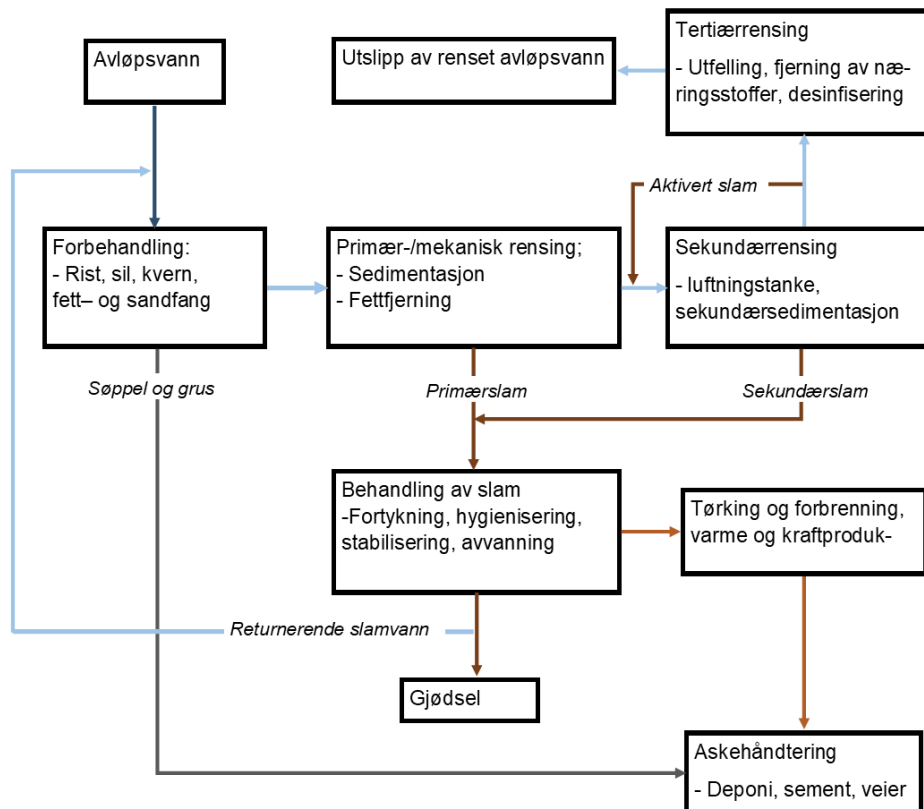 Avløpsvann
Utslipp av renset avløpsvann
Tertiærrensing
- Utfelling, fjerning av næ-
ringsstoffer, desinfisering
Aktivert slam
Forbehandling:
- Rist, sil, kvern,
fett– og sandfang
Primær-/mekanisk rensing;
- Sedimentasjon
- Fettfjerning
Sekundærrensing
- luftningstanke,
sekundærsedimentasjon
Søppel og grus
Primærslam
Sekundærslam
Behandling av slam
-Fortykning, hygienisering,
stabilisering, avvanning
Tørking og forbrenning,
varme og kraftproduk-
Returnerende slamvann
Gjødsel
Askehåndtering
- Deponi, sement, veier